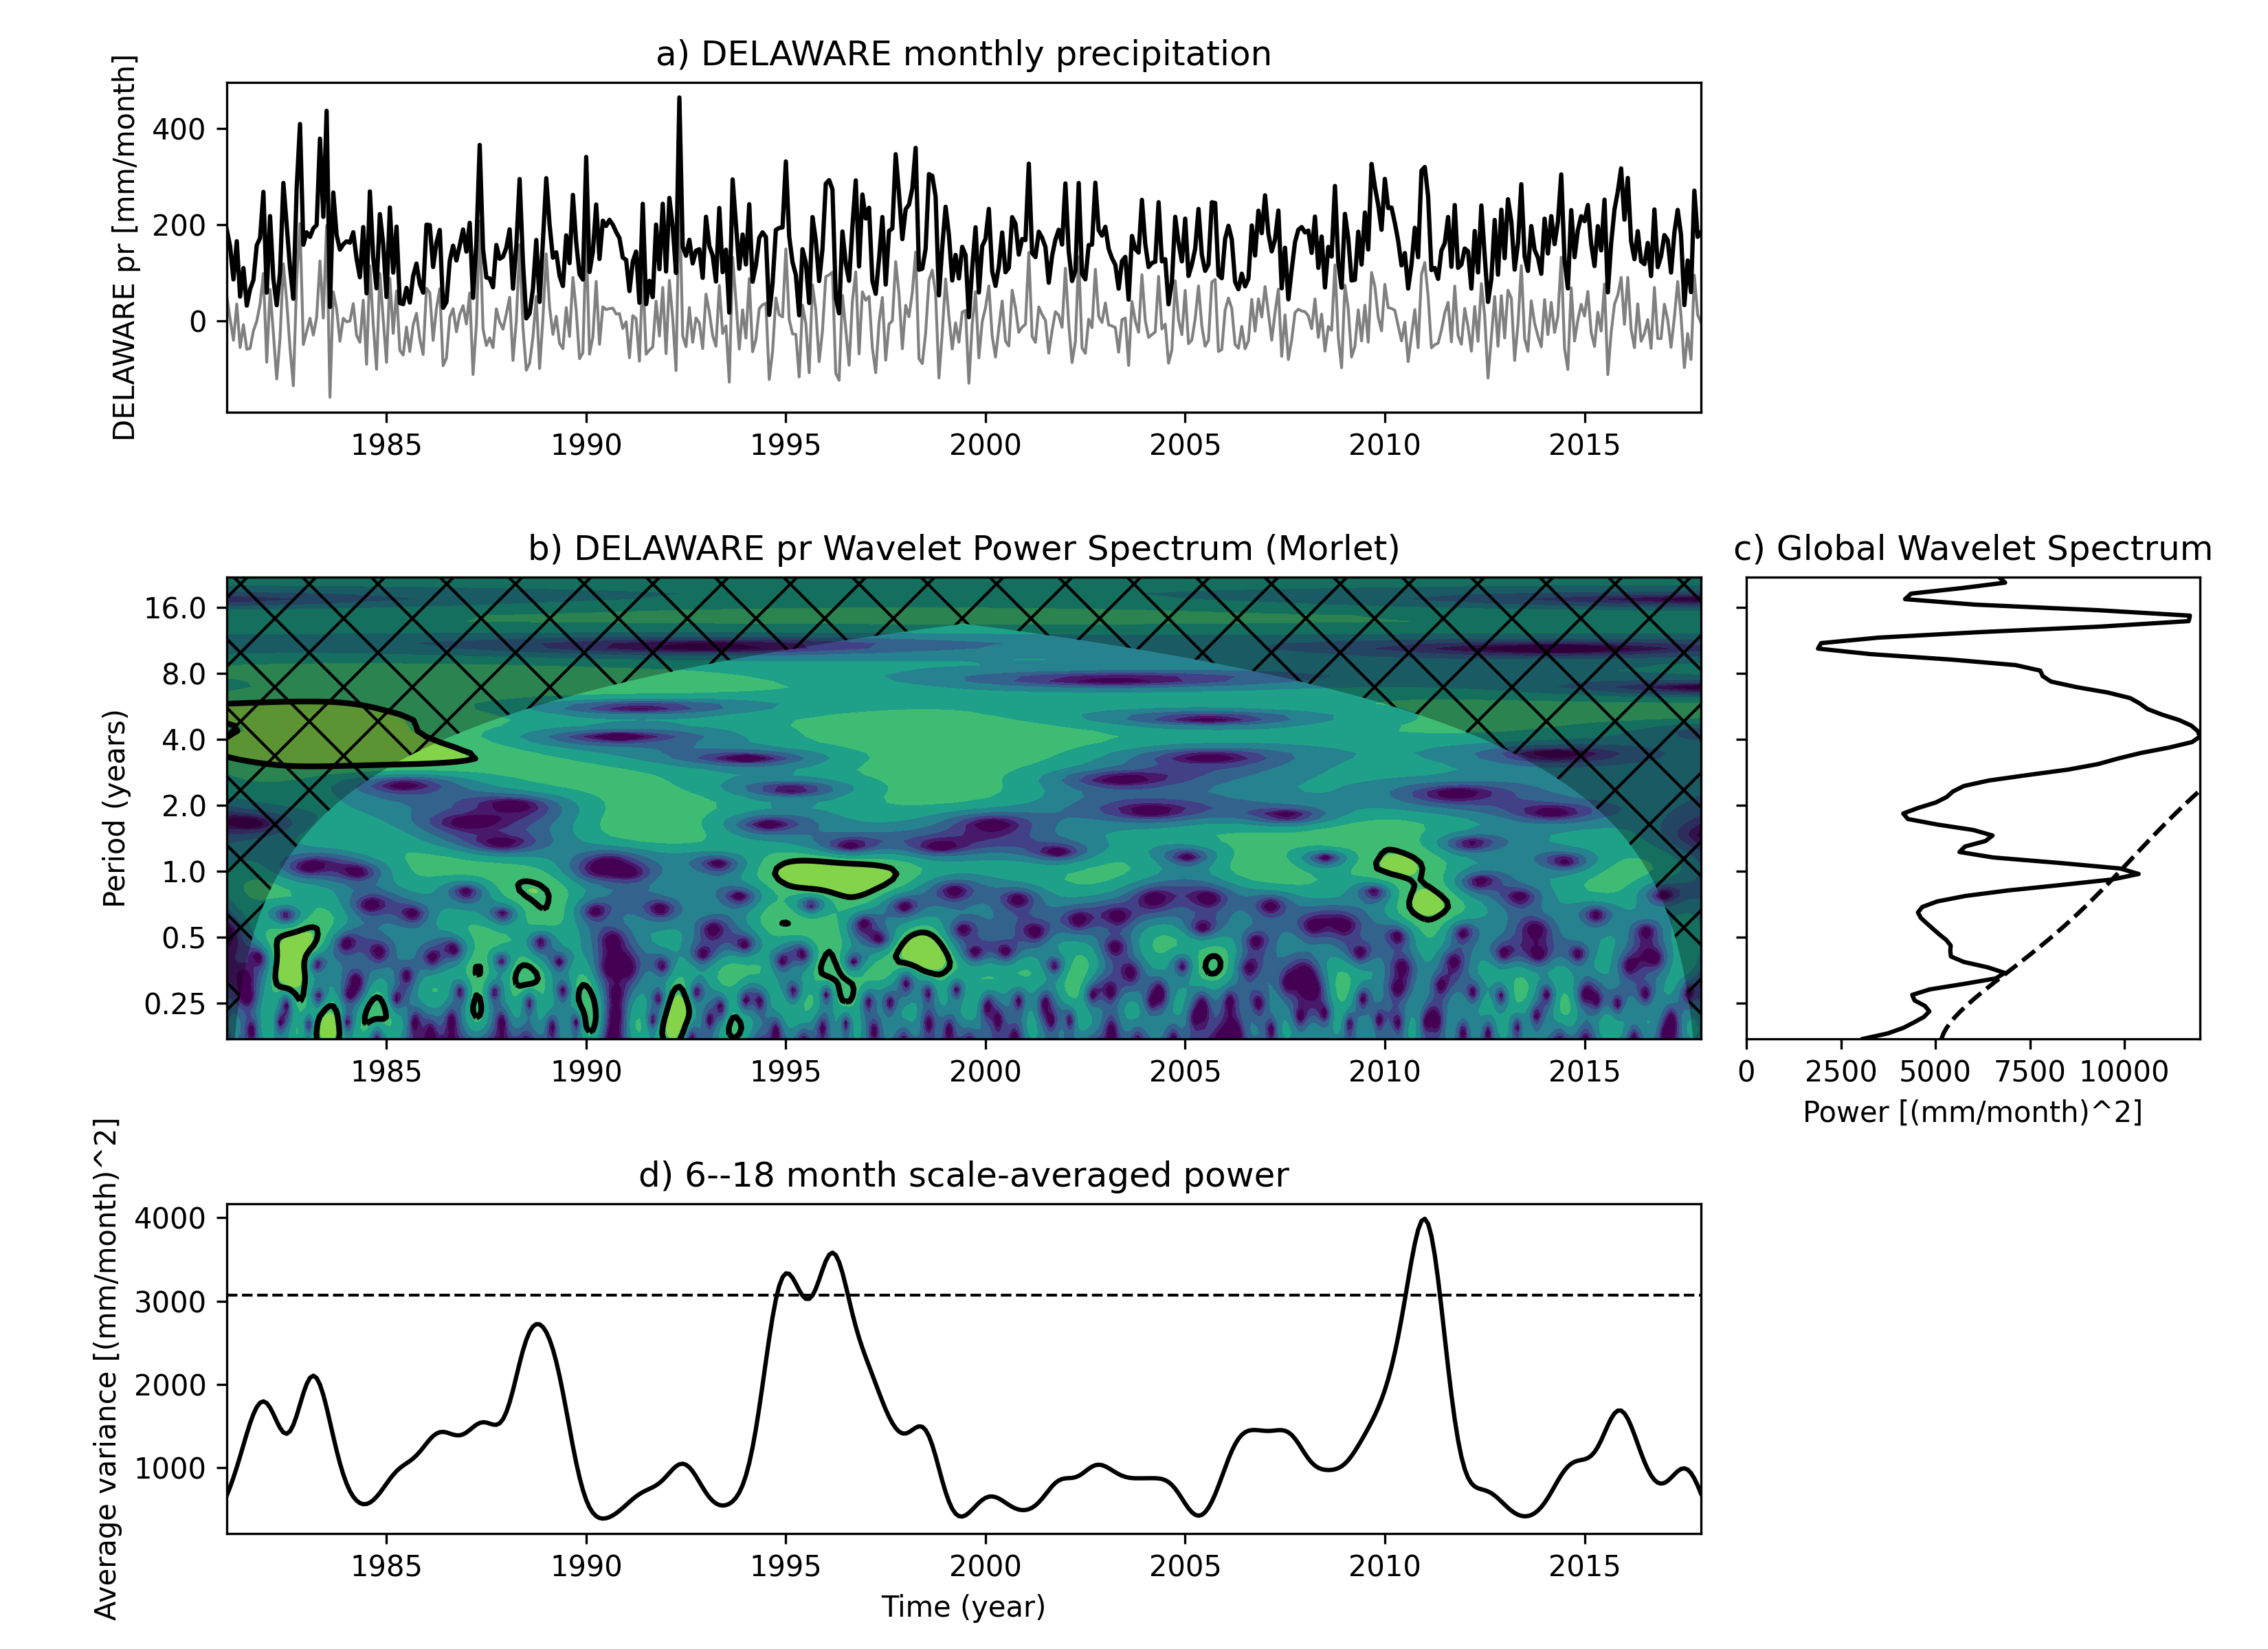 a) DELAWARE monthly precipitation
DELAWARE pr [mm/month]
400
200
0
1985 1990 1995 2000 2005 2010 2015
b) DELAWARE pr Wavelet Power Spectrum (Morlet)
Period (years)
16.0
8.0
4.0
2.0
1.0
0.5
0.25
1985 1990 1995 2000 2005 2010 2015
c) Global Wavelet Spectrum
0 2500 5000 7500 10000
Power [(mm/month)^2]
d) 6--18 month scale-averaged power
Average variance [(mm/month)^2]
4000
3000
2000
1000
1985 1990 1995 2000 2005 2010 2015
Time (year)